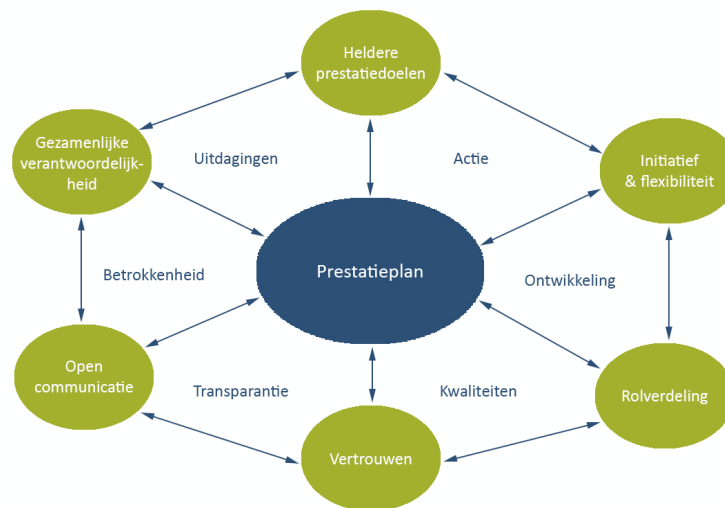 Heldere
prestatiedoelen
Gezamenlijke
verantwoordelijk-
heid
Uitdagingen
Actie
Initiatief
& flexibiliteit
Prestatieplan
Betrokkenheid
Ontwikkeling
Open
communicatie
Transparantie
Kwaliteiten
Rolverdeling
Vertrouwen